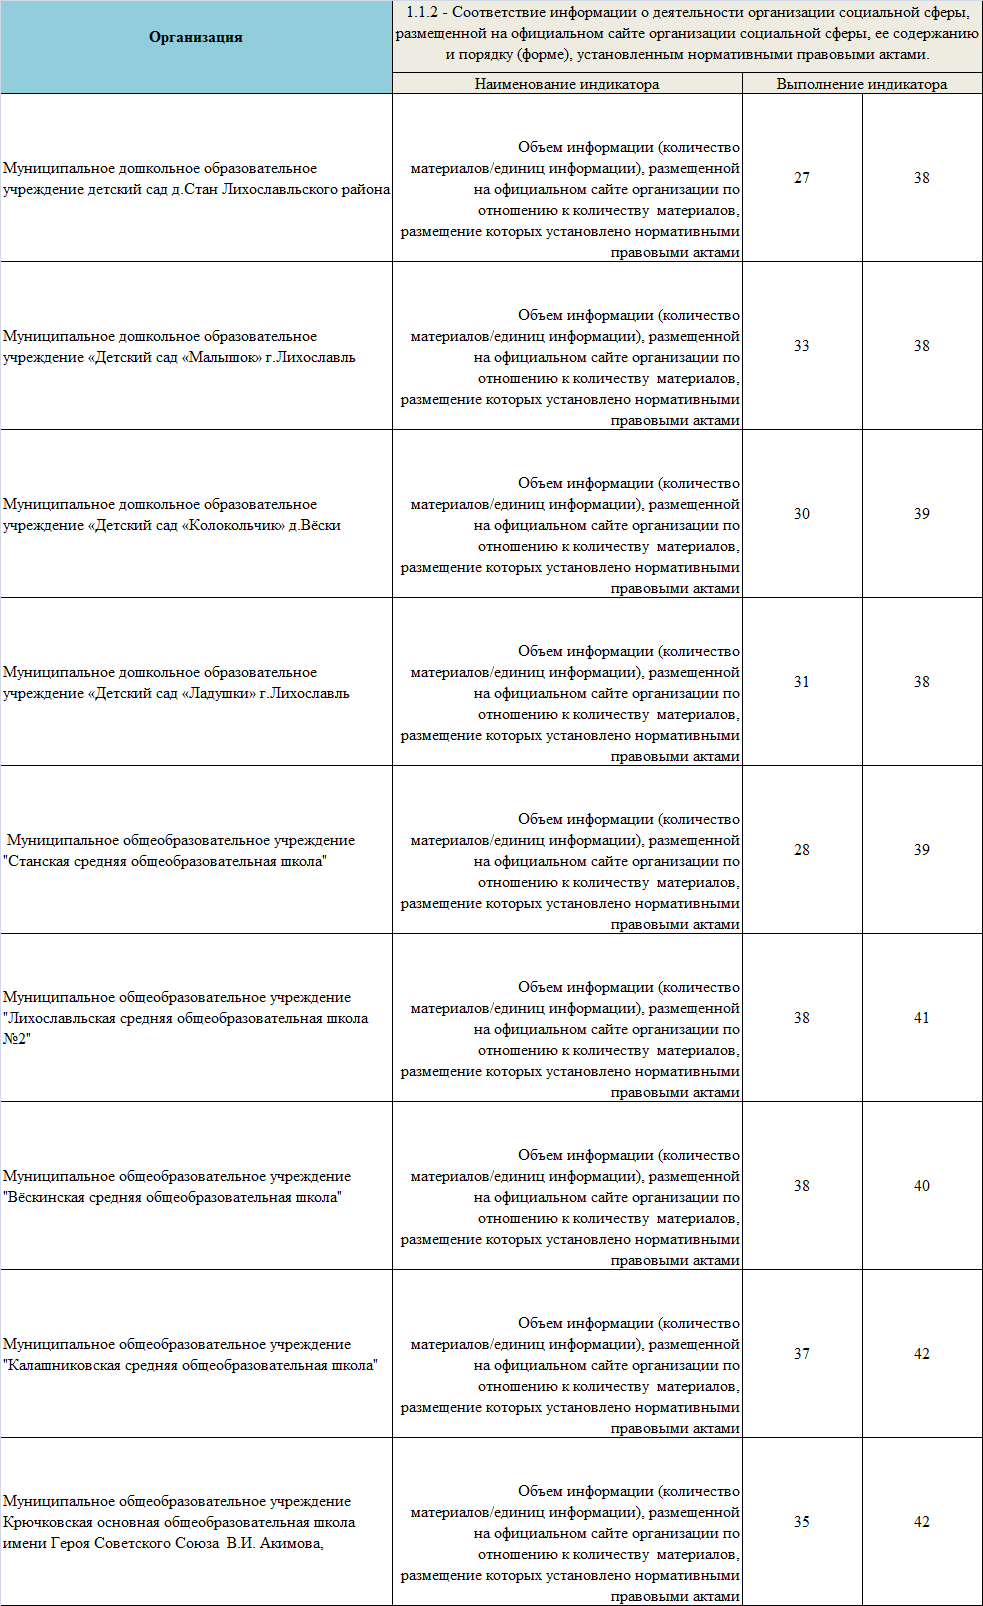 Организация
1.1.2 - Соответствие информации о деятельности организации социальной сферы,
размещенной на официальном сайте организации социальной сферы, ее содержанию
и порядку (форме), установленным нормативными правовыми актами.
Наименование индикатора
Выполнение индикатора
Муниципальное дошкольное образовательное
учреждение детский сад д.Стан Лихославльского района
Объем информации (количество
материалов/единиц информации), размещенной
на официальном сайте организации по
отношению к количеству  материалов,
размещение которых установлено нормативными
правовыми актами
27
38
Муниципальное дошкольное образовательное
учреждение «Детский сад «Малышок» г.Лихославль
Объем информации (количество
материалов/единиц информации), размещенной
на официальном сайте организации по
отношению к количеству  материалов,
размещение которых установлено нормативными
правовыми актами
33
38
Муниципальное дошкольное образовательное
учреждение «Детский сад «Колокольчик» д.Вёски
Объем информации (количество
материалов/единиц информации), размещенной
на официальном сайте организации по
отношению к количеству  материалов,
размещение которых установлено нормативными
правовыми актами
30
39
Муниципальное дошкольное образовательное
учреждение «Детский сад «Ладушки» г.Лихославль
Объем информации (количество
материалов/единиц информации), размещенной
на официальном сайте организации по
отношению к количеству  материалов,
размещение которых установлено нормативными
правовыми актами
31
38
Муниципальное общеобразовательное учреждение
"Станская средняя общеобразовательная школа"
Объем информации (количество
материалов/единиц информации), размещенной
на официальном сайте организации по
отношению к количеству  материалов,
размещение которых установлено нормативными
правовыми актами
28
39
Муниципальное общеобразовательное учреждение
"Лихославльская средняя общеобразовательная школа
№2"
Объем информации (количество
материалов/единиц информации), размещенной
на официальном сайте организации по
отношению к количеству  материалов,
размещение которых установлено нормативными
правовыми актами
38
41
Муниципальное общеобразовательное учреждение
"Вёскинская средняя общеобразовательная школа"
Объем информации (количество
материалов/единиц информации), размещенной
на официальном сайте организации по
отношению к количеству  материалов,
размещение которых установлено нормативными
правовыми актами
38
40
Муниципальное общеобразовательное учреждение
"Калашниковская средняя общеобразовательная школа"
Объем информации (количество
материалов/единиц информации), размещенной
на официальном сайте организации по
отношению к количеству  материалов,
размещение которых установлено нормативными
правовыми актами
37
42
Муниципальное общеобразовательное учреждение
Крючковская основная общеобразовательная школа
имени Героя Советского Союза  В.И. Акимова,
Объем информации (количество
материалов/единиц информации), размещенной
на официальном сайте организации по
отношению к количеству  материалов,
размещение которых установлено нормативными
правовыми актами
35
42